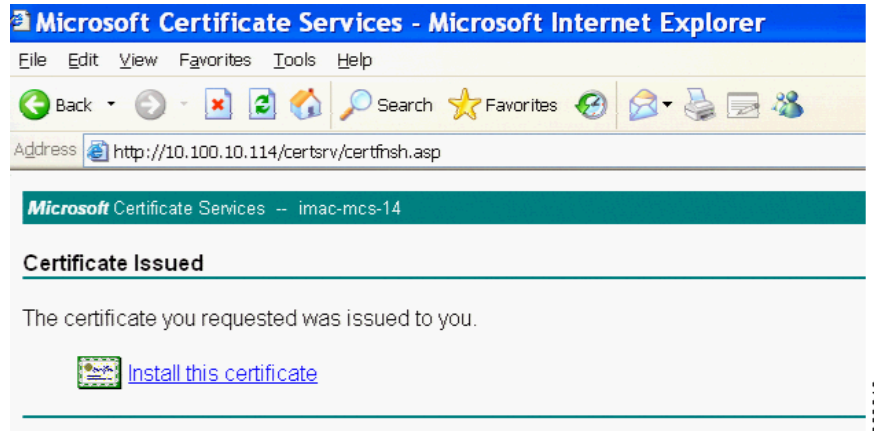 Microsoft Certificate Services - Microsoft Internet Explorer
File Edit View Favorites Tools Help
Back Search Favorites
Address http://10.100.10.114/certsrv/certfnsh.asp
Microsoft Certificate Services -- imac-mcs-14
Certificate Issued
The certificate you requested was issued to you.
Install this certificate